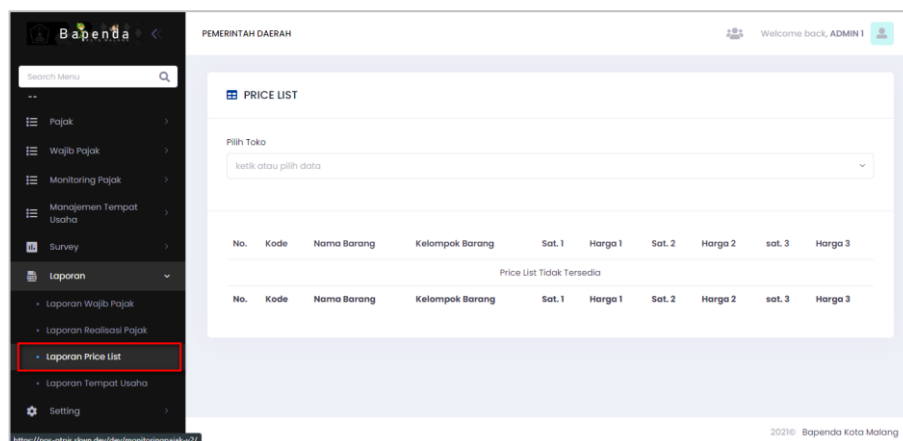 Bapenda
PEMERINTAH DAERAH
Welcome back, ADMIN 1
Search Menu
--
Pajak
Wajib Pajak
Monitoring Pajak
Manajemen Tempat
Usaha
Survey
Laporan
Laporan Wajib Pajak
Laporan Realisasi Pajak
Laporan Price List
Laporan Tempat Usaha
Setting
PRICE LIST
Pilih Toko
ketik atau pilih data
No. Kode Nama Barang Kelompok Barang Sat. 1 Harga 1 Sat. 2 Harga 2 sat. 3 Harga 3
Price List Tidak Tersedia
No. Kode Nama Barang Kelompok Barang Sat. 1 Harga 1 Sat. 2 Harga 2 sat. 3 Harga 3
2021© Bapenda Kota Malang